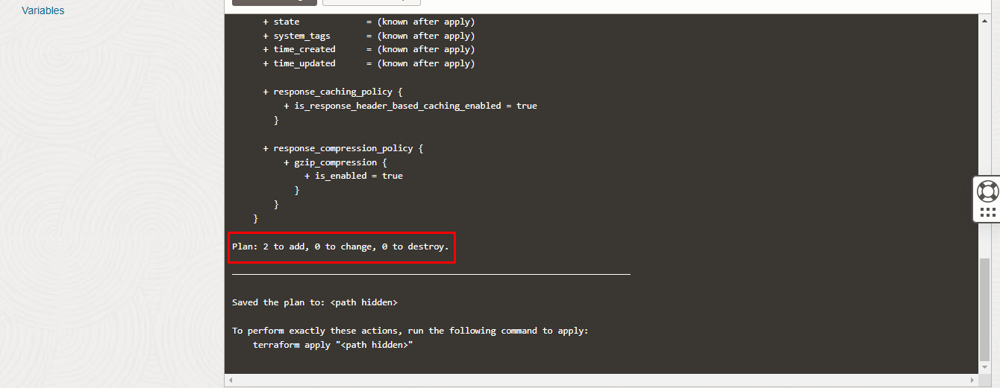 Variables
+ state = (known after apply)
+ system_tags = (known after apply)
+ time_created = (known after apply)
+ time_updated = (known after apply)
+ response_caching_policy {
+ is_response_header_based_caching_enabled = true
}
+ response_compression_policy {
+ gzip_compression {
+ is_enabled = true
}
}
}
Plan: 2 to add, 0 to change, 0 to destroy.
Saved the plan to: <path hidden>
To perform exactly these actions, run the following command to apply:
terraform apply "<path hidden>"